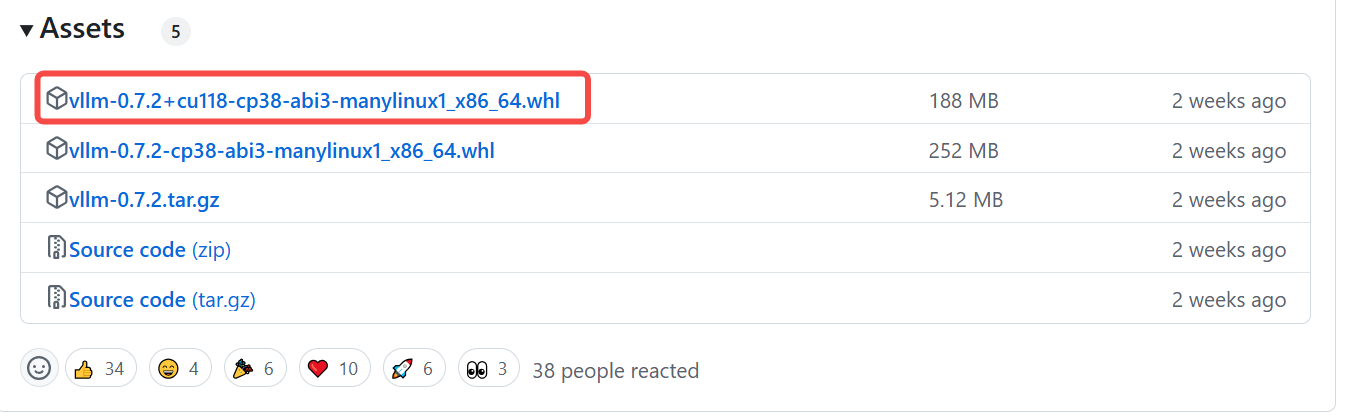 Assets 5
vllm-0.7.2+cu118-cp38-abi3-manylinux1_x86_64.whl 188 MB 2 weeks ago
vllm-0.7.2-cp38-abi3-manylinux1_x86_64.whl 252 MB 2 weeks ago
vllm-0.7.2.tar.gz 5.12 MB 2 weeks ago
Source code (zip) 2 weeks ago
Source code (tar.gz) 2 weeks ago
34 4 6 10 6 3 38 people reacted